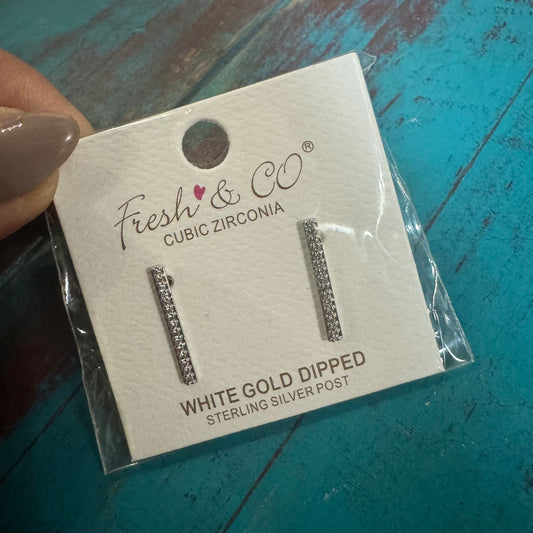 Fresh & CO®
CUBIC ZIRCONIA
WHITE GOLD DIPPED
STERLING SILVER POST